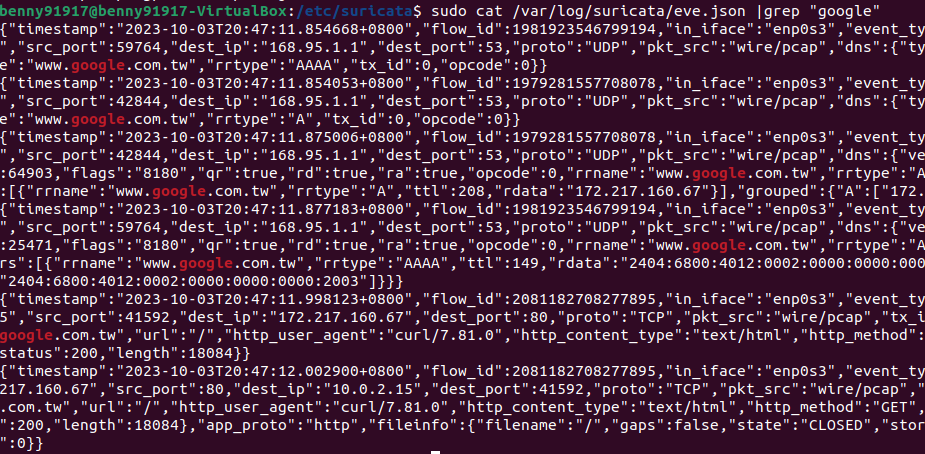 benny91917@benny91917-VirtualBox:/etc/suricata$ sudo cat /var/log/suricata/eve.json |grep "google"
{"timestamp":"2023-10-03T20:47:11.854668+0800","flow_id":1981923546799194,"in_iface":"enp0s3","event_ty
","src_port":59764,"dest_ip":"168.95.1.1","dest_port":53,"proto":"UDP","pkt_src":"wire/pcap","dns":{"ty
e":"www.google.com.tw","rrtype":"AAAA","tx_id":0,"opcode":0}}
{"timestamp":"2023-10-03T20:47:11.854053+0800","flow_id":1979281557708078,"in_iface":"enp0s3","event_ty
","src_port":42844,"dest_ip":"168.95.1.1","dest_port":53,"proto":"UDP","pkt_src":"wire/pcap","dns":{"ty
e":"www.google.com.tw","rrtype":"A","tx_id":0,"opcode":0}}
{"timestamp":"2023-10-03T20:47:11.875006+0800","flow_id":1979281557708078,"in_iface":"enp0s3","event_ty
","src_port":42844,"dest_ip":"168.95.1.1","dest_port":53,"proto":"UDP","pkt_src":"wire/pcap","dns":{"ve
:64903,"flags":"8180","qr":true,"rd":true,"ra":true,"opcode":0,"rrname":"www.google.com.tw","rrtype":"A
:[{"rrname":"www.google.com.tw","rrtype":"A","ttl":208,"rdata":"172.217.160.67"}],"grouped":{"A":["172.
{"timestamp":"2023-10-03T20:47:11.877183+0800","flow_id":1981923546799194,"in_iface":"enp0s3","event_ty
","src_port":59764,"dest_ip":"168.95.1.1","dest_port":53,"proto":"UDP","pkt_src":"wire/pcap","dns":{"ve
:25471,"flags":"8180","qr":true,"rd":true,"ra":true,"opcode":0,"rrname":"www.google.com.tw","rrtype":"A
rs":[{"rrname":"www.google.com.tw","rrtype":"AAAA","ttl":149,"rdata":"2404:6800:4012:0002:0000:0000:000
"2404:6800:4012:0002:0000:0000:0000:2003"]}}}
{"timestamp":"2023-10-03T20:47:11.998123+0800","flow_id":2081182708277895,"in_iface":"enp0s3","event_ty
5","src_port":41592,"dest_ip":"172.217.160.67","dest_port":80,"proto":"TCP","pkt_src":"wire/pcap","tx_i
google.com.tw","url":"/","http_user_agent":"curl/7.81.0","http_content_type":"text/html","http_method":
status":200,"length":18084}}
{"timestamp":"2023-10-03T20:47:12.002900+0800","flow_id":2081182708277895,"in_iface":"enp0s3","event_ty
217.160.67","src_port":80,"dest_ip":"10.0.2.15","dest_port":41592,"proto":"TCP","pkt_src":"wire/pcap","
.com.tw","url":"/","http_user_agent":"curl/7.81.0","http_content_type":"text/html","http_method":"GET",
":200,"length":18084},"app_proto":"http","fileinfo":{"filename":"/","gaps":false,"state":"CLOSED","stor
":0}}